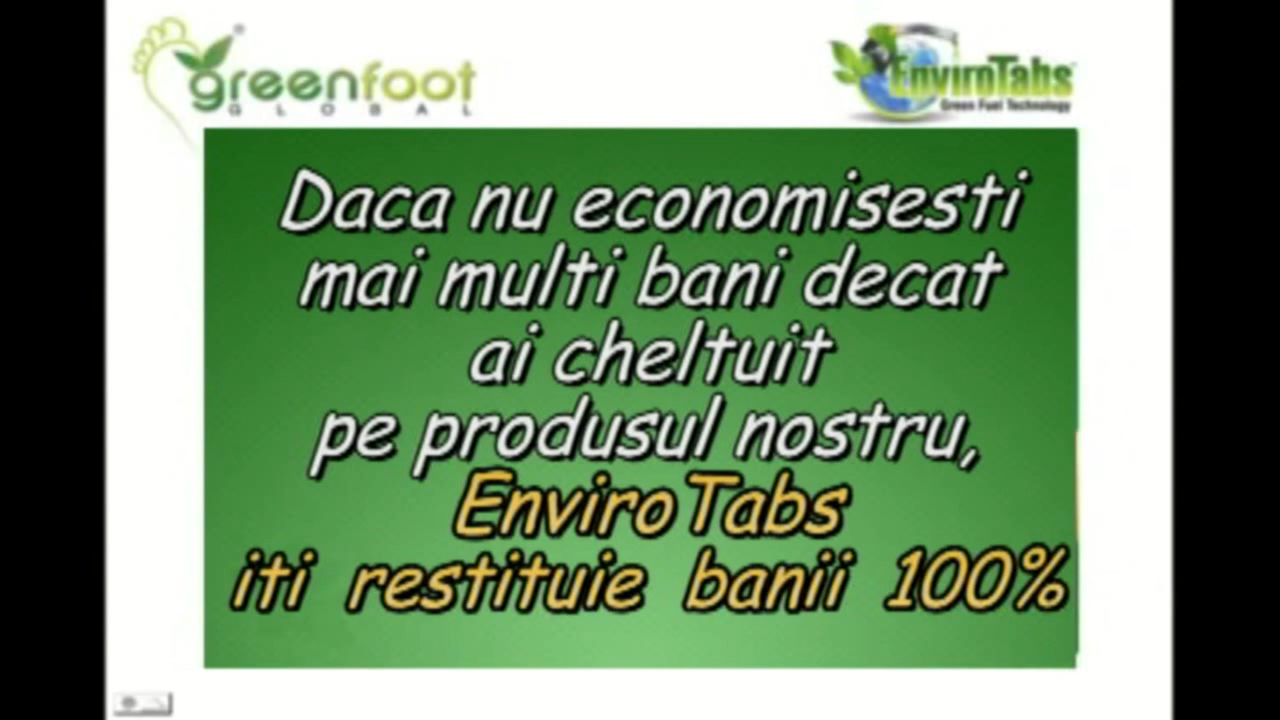 greenfoot
GLOBAL
EnviroTabs
Green Fuel Technology
Daca nu economisesti
mai multi bani decat
ai cheltuit
pe produsul nostru,
EnviroTabs
iti restituie banii 100%